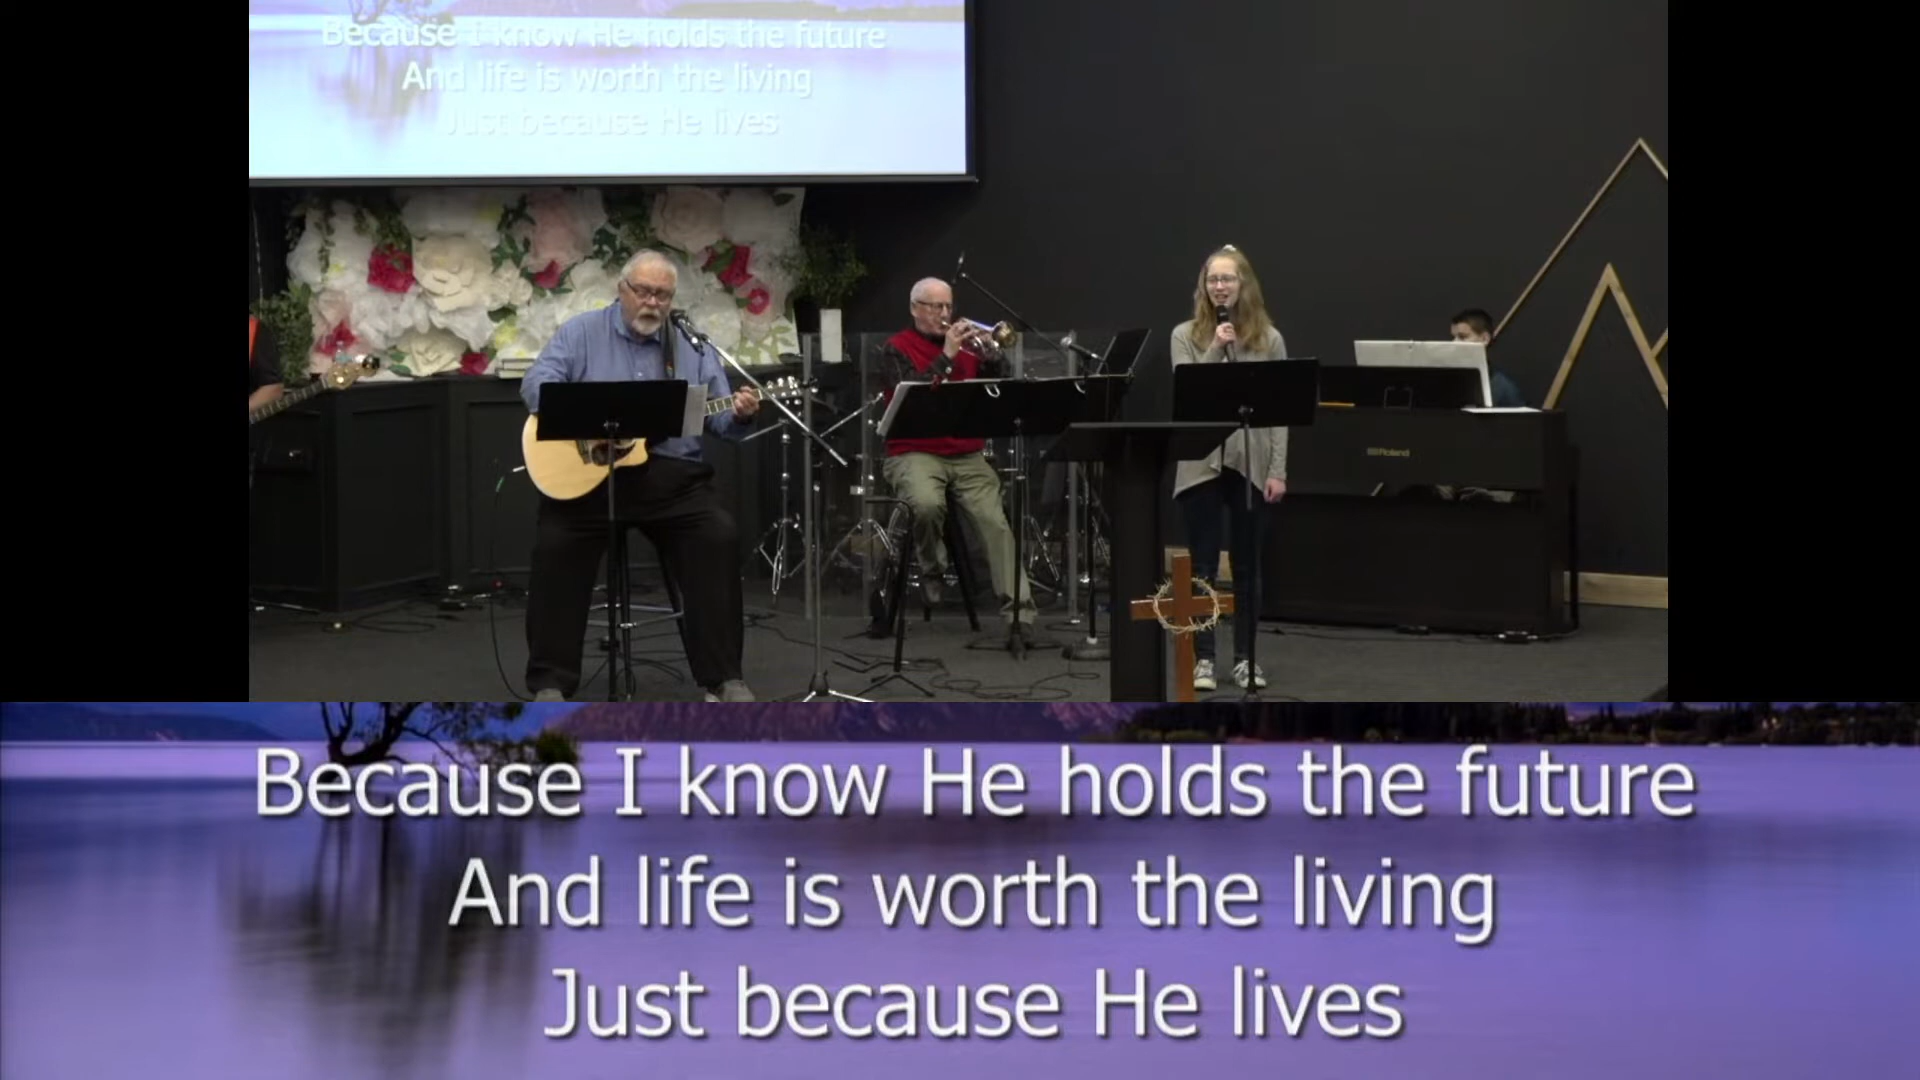 Because I know He holds the future
And life is worth the living
Just because He lives
Roland
Because I know He holds the future
And life is worth the living
Just because He lives